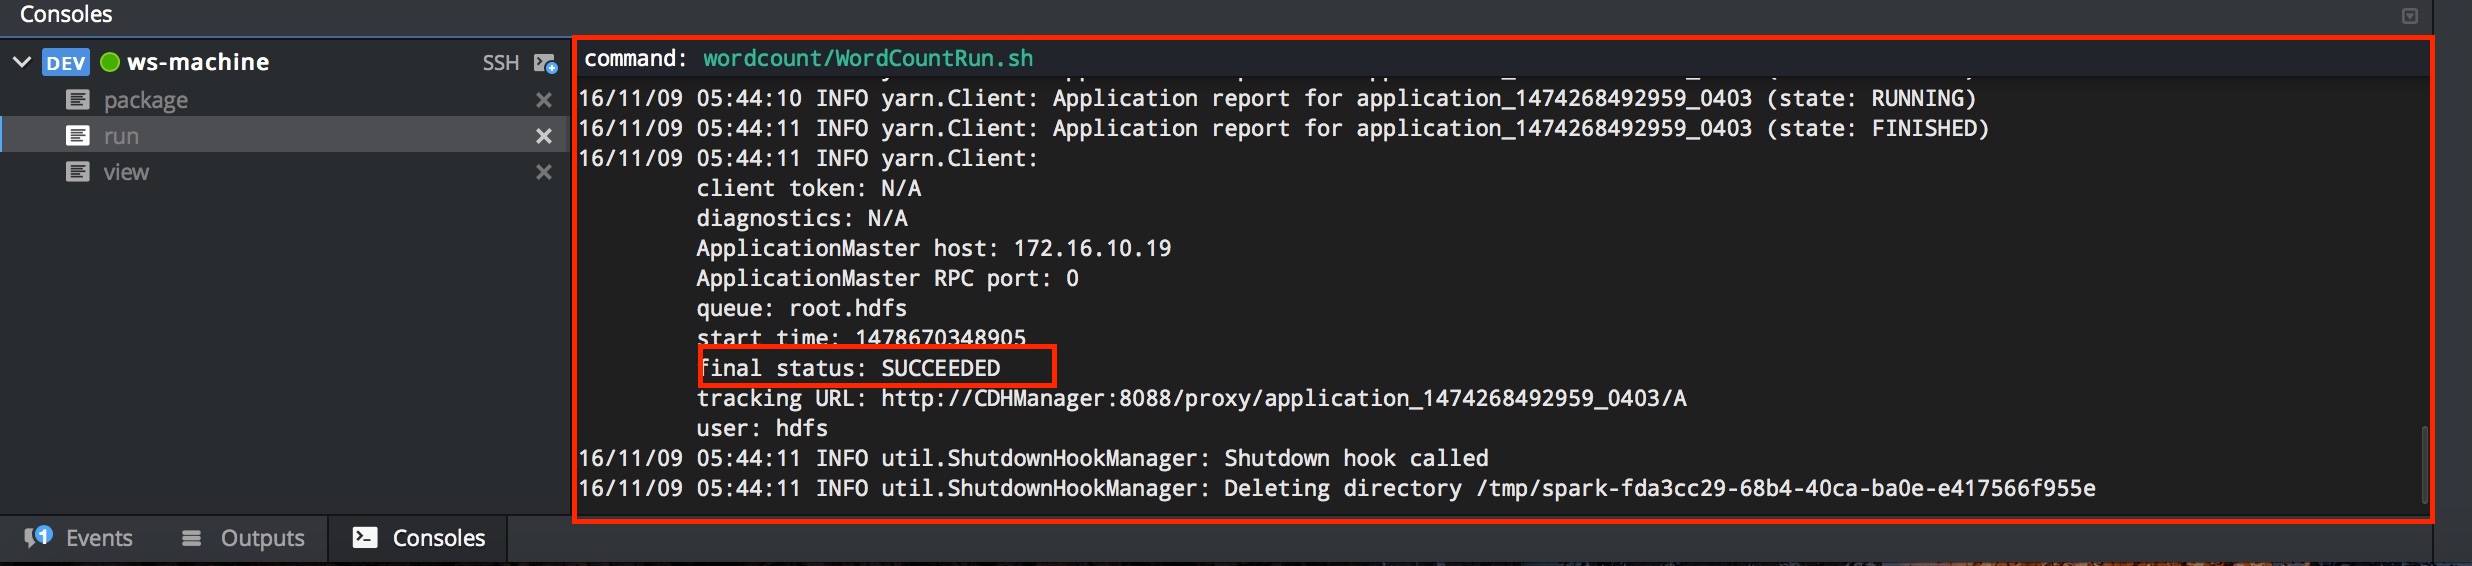 Consoles
DEV ws-machine SSH
package
run
view
command: wordcount/WordCountRun.sh
16/11/09 05:44:10 INFO yarn.Client: Application report for application_1474268492959_0403 (state: RUNNING)
16/11/09 05:44:11 INFO yarn.Client: Application report for application_1474268492959_0403 (state: FINISHED)
16/11/09 05:44:11 INFO yarn.Client:
client token: N/A
diagnostics: N/A
ApplicationMaster host: 172.16.10.19
ApplicationMaster RPC port: 0
queue: root.hdfs
start time: 1478670348905
final status: SUCCEEDED
tracking URL: http://CDHManager:8088/proxy/application_1474268492959_0403/A
user: hdfs
16/11/09 05:44:11 INFO util.ShutdownHookManager: Shutdown hook called
16/11/09 05:44:11 INFO util.ShutdownHookManager: Deleting directory /tmp/spark-fda3cc29-68b4-40ca-ba0e-e417566f955e
1 Events Outputs Consoles